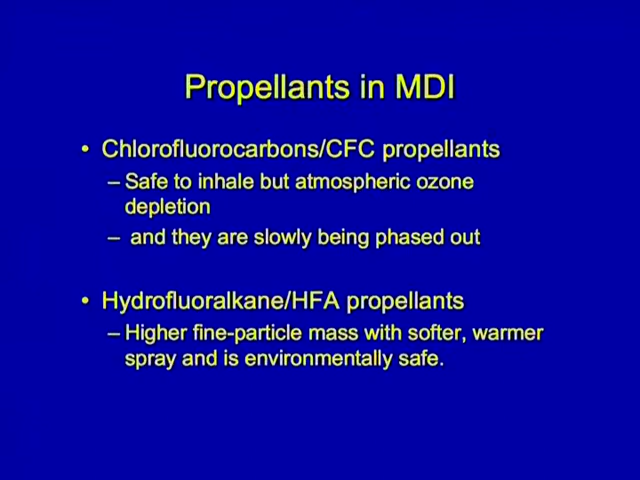 Propellants in MDI
• Chlorofluorocarbons/CFC propellants
– Safe to inhale but atmospheric ozone
depletion
– and they are slowly being phased out
• Hydrofluoralkane/HFA propellants
– Higher fine-particle mass with softer, warmer
spray and is environmentally safe.